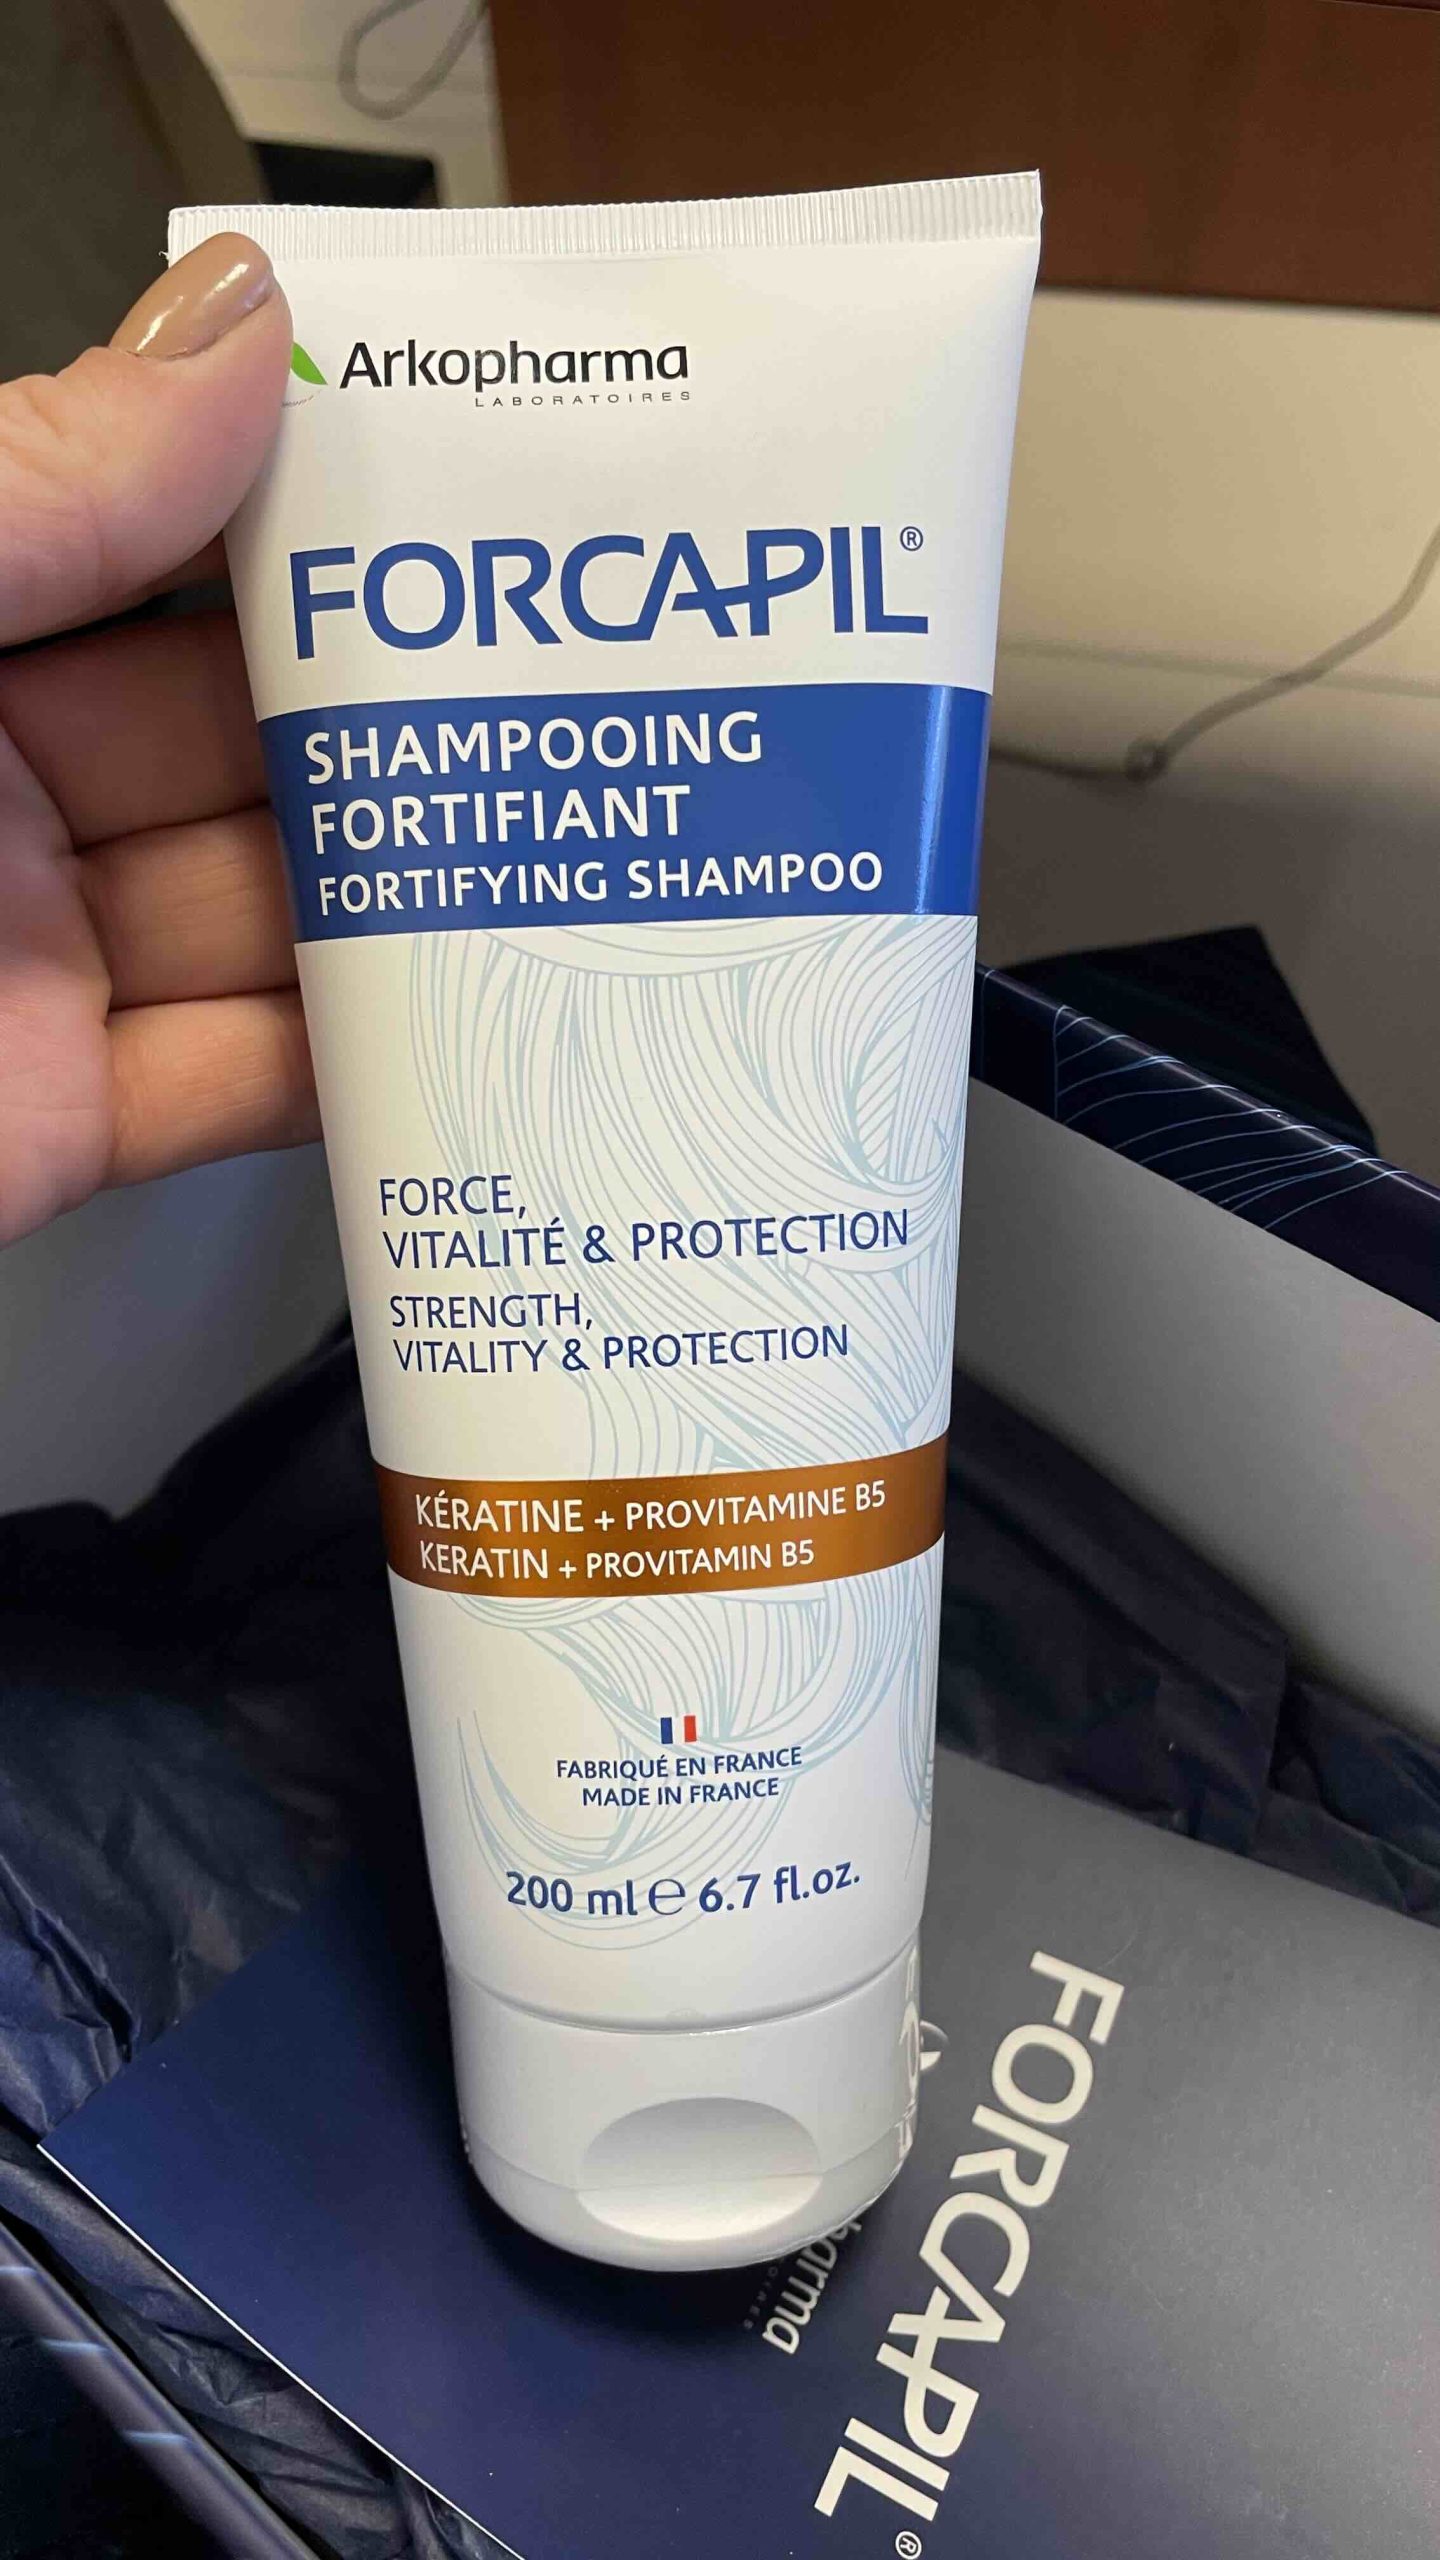 Arkopharma
LABORATOIRES
FORCAPIL®
SHAMPOOING
FORTIFIANT
FORTIFYING SHAMPOO
FORCE,
VITALITÉ & PROTECTION
STRENGTH,
VITALITY & PROTECTION
KÉRATINE + PROVITAMINE B5
KERATIN + PROVITAMIN B5
FABRIQUÉ EN FRANCE
MADE IN FRANCE
200 ml ℮ 6.7 fl.oz.
FORCAPIL®